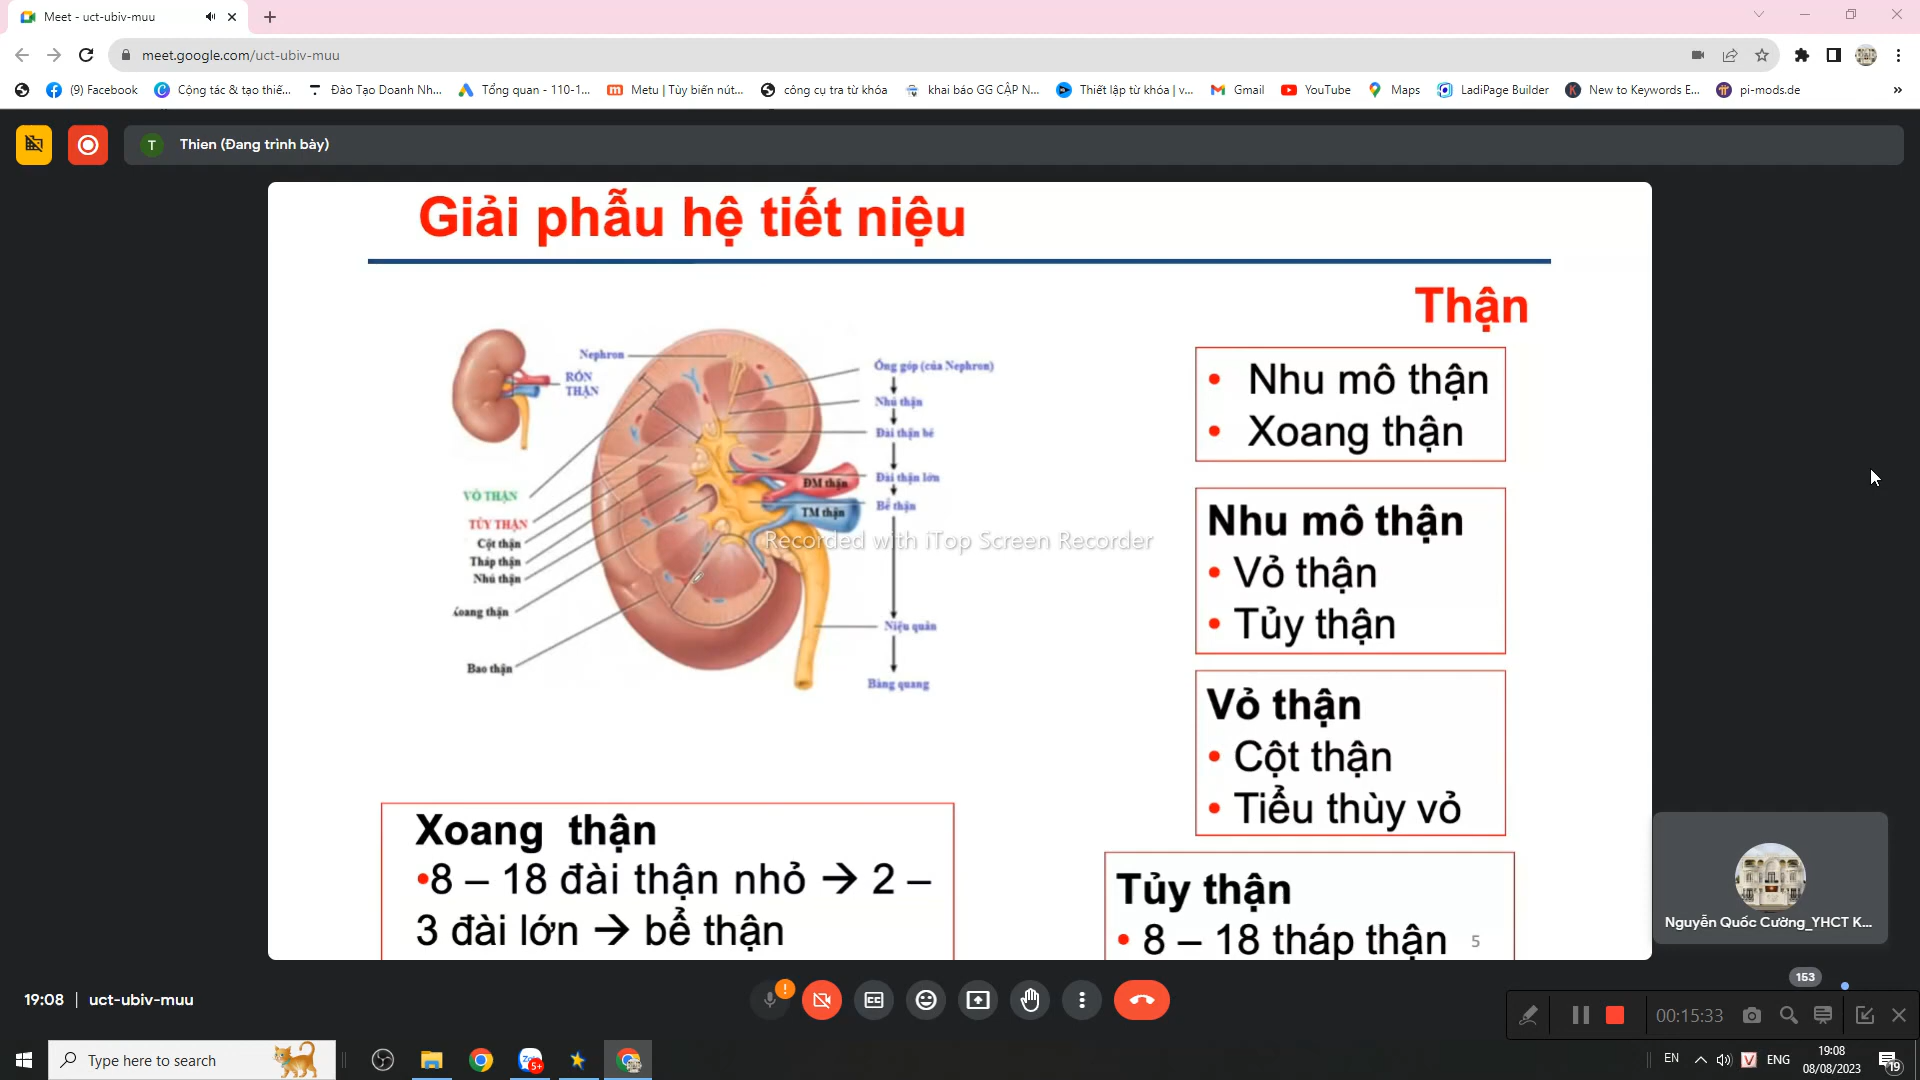 Meet - uct-ubiv-muu
meet.google.com/uct-ubiv-muu
(9) Facebook
Cộng tác & tạo thiế...
Đào Tạo Doanh Nh...
Tổng quan - 110-1...
Metu | Tùy biến nút...
công cụ tra từ khóa
khai báo GG CẬP N...
Thiết lập từ khóa | v...
Gmail
YouTube
Maps
LadiPage Builder
New to Keywords E...
pi-mods.de
»
T
Thien (Đang trình bày)
Giải phẫu hệ tiết niệu
Thận
Nephron
RỐN
THẬN
VỎ THẬN
TỦY THẬN
Cột thận
Tháp thận
Nhú thận
Xoang thận
Bao thận
Ống góp (của Nephron)
Nhú thận
Đài thận bé
Đài thận lớn
Bể thận
Niệu quản
Bàng quang
ĐM thận
TM thận
Recorded with iTop Screen Recorder
• Nhu mô thận
• Xoang thận
Nhu mô thận
• Vỏ thận
• Tủy thận
Vỏ thận
• Cột thận
• Tiểu thùy vỏ
Xoang thận
•8 – 18 đài thận nhỏ → 2 –
3 đài lớn → bể thận
Tủy thận
• 8 – 18 tháp thận
5
Nguyễn Quốc Cường_YHCT K...
153
19:08 | uct-ubiv-muu
00:15:33
Type here to search
Zalo
5+
EN
V
ENG
19:08
08/08/2023
19